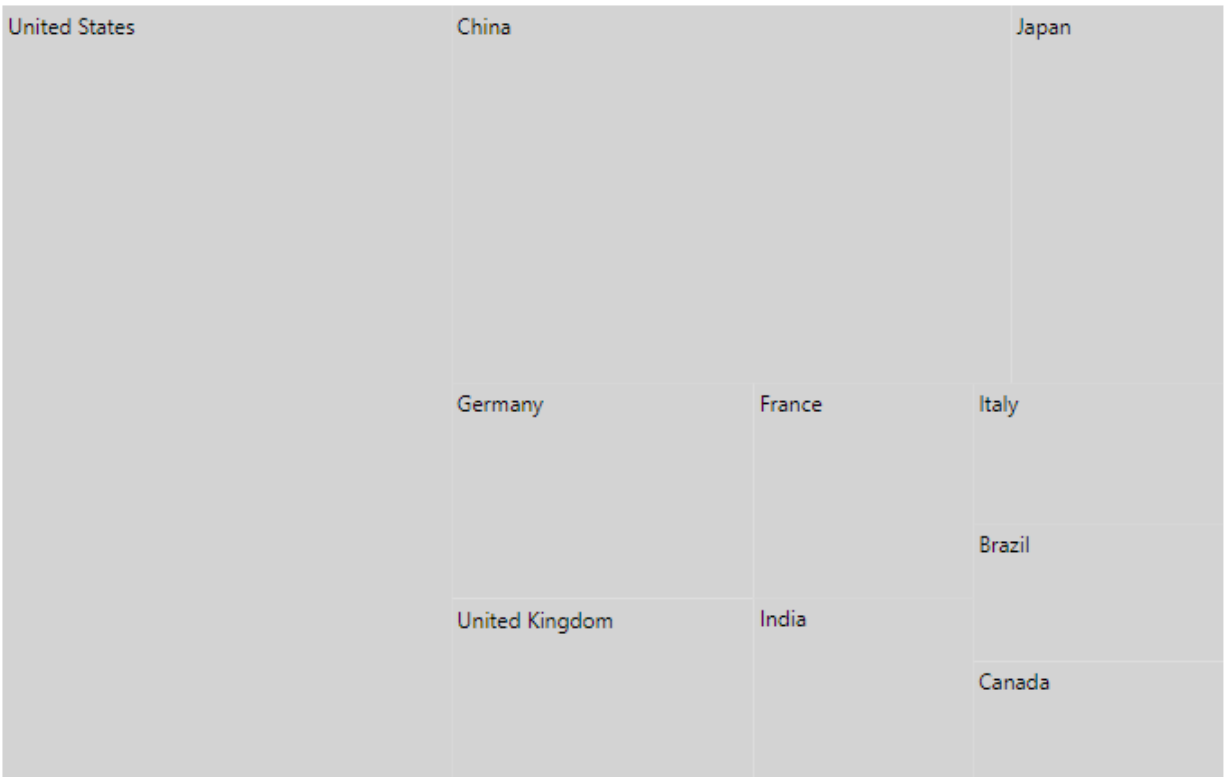 United States
China
Japan
Germany
France
Italy
Brazil
United Kingdom
India
Canada